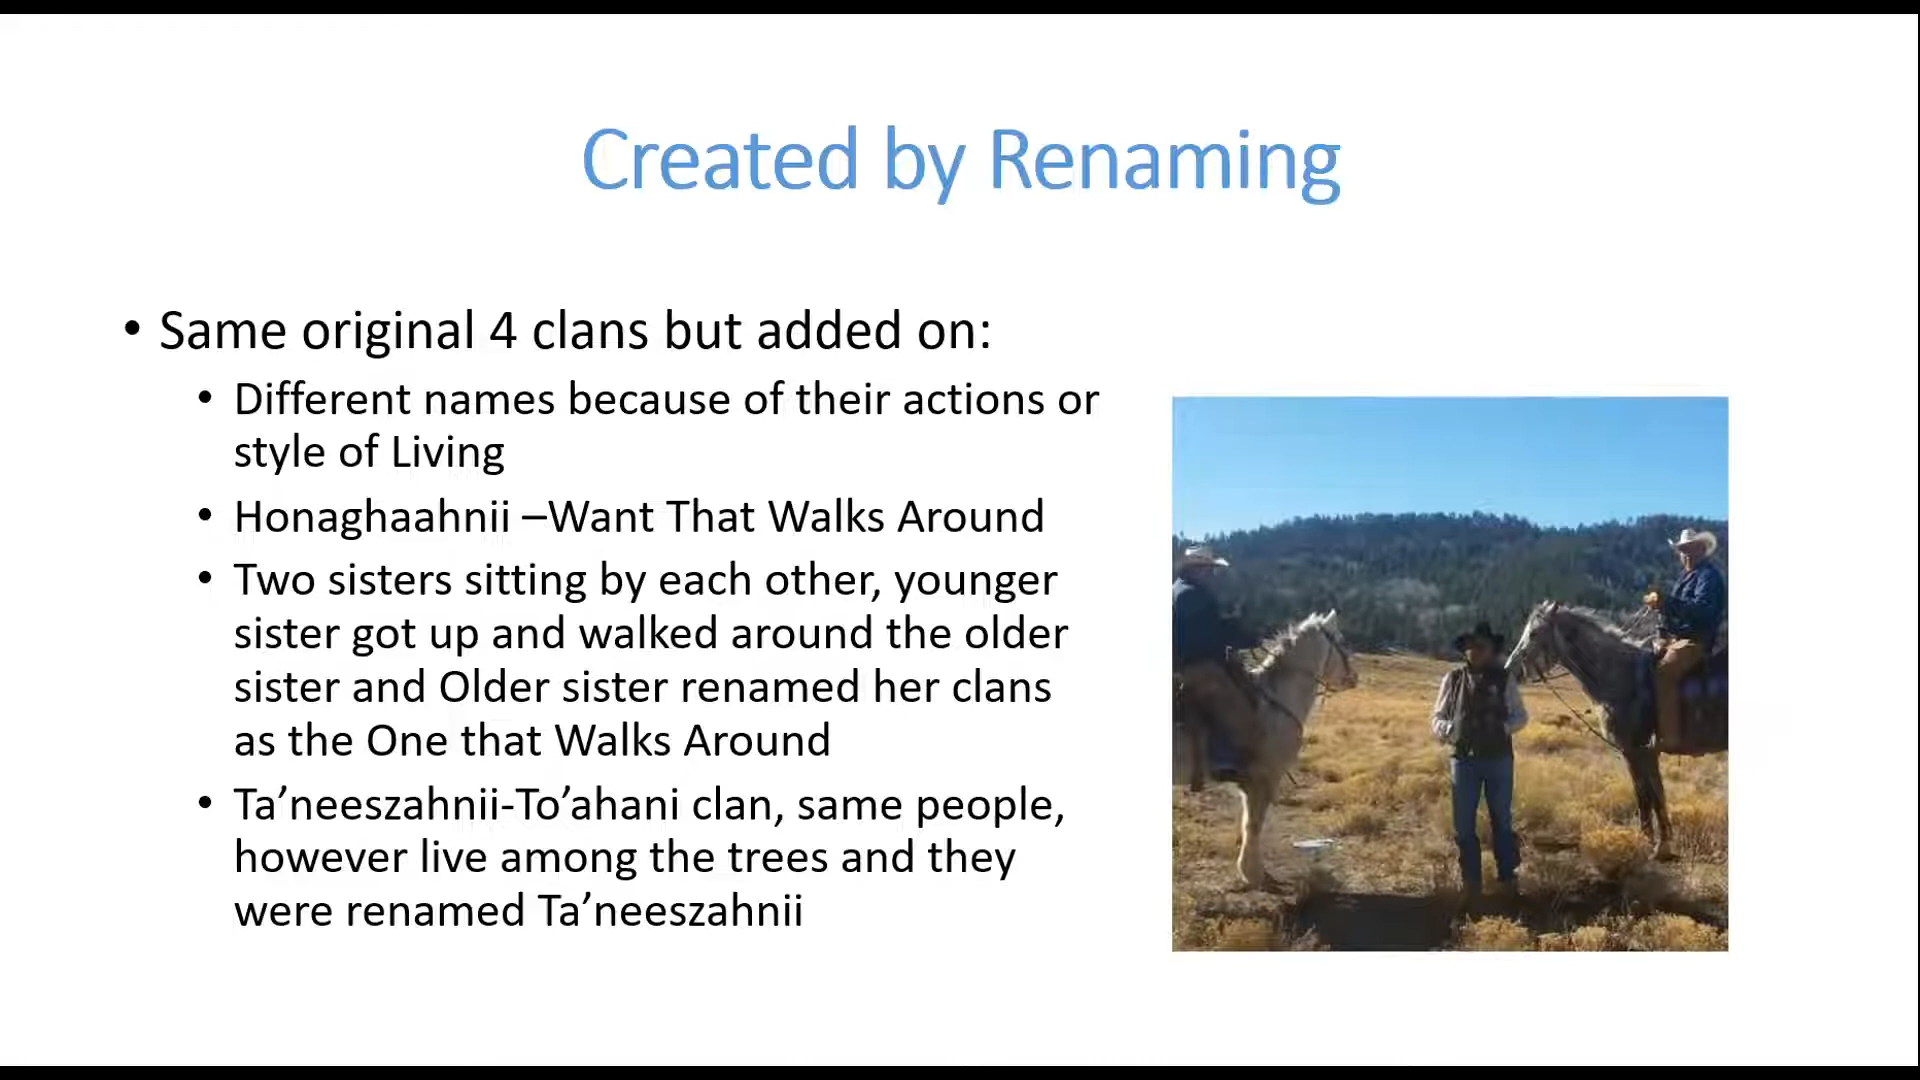 Created by Renaming
• Same original 4 clans but added on:
• Different names because of their actions or
style of Living
• Honaghaahnii –Want That Walks Around
• Two sisters sitting by each other, younger
sister got up and walked around the older
sister and Older sister renamed her clans
as the One that Walks Around
• Ta’neeszahnii-To’ahani clan, same people,
however live among the trees and they
were renamed Ta’neeszahnii